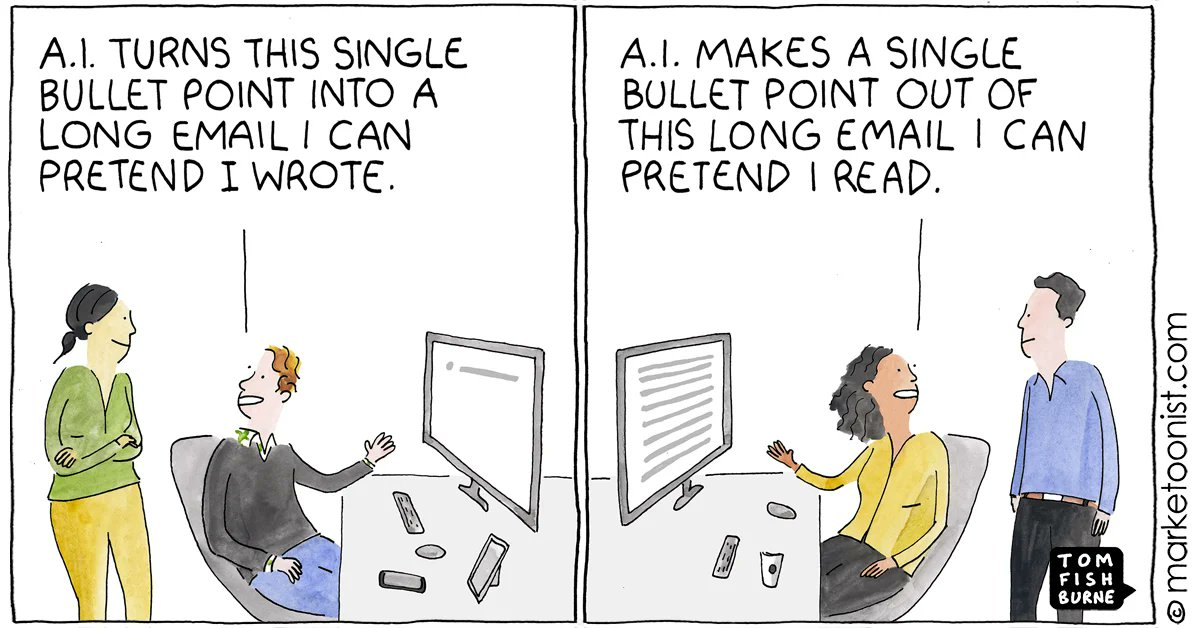 A.I. TURNS THIS SINGLE
BULLET POINT INTO A
LONG EMAIL I CAN
PRETEND I WROTE.
A.I. MAKES A SINGLE
BULLET POINT OUT OF
THIS LONG EMAIL I CAN
PRETEND I READ.
TOM
FISH
BURNE
© marketoonist.com